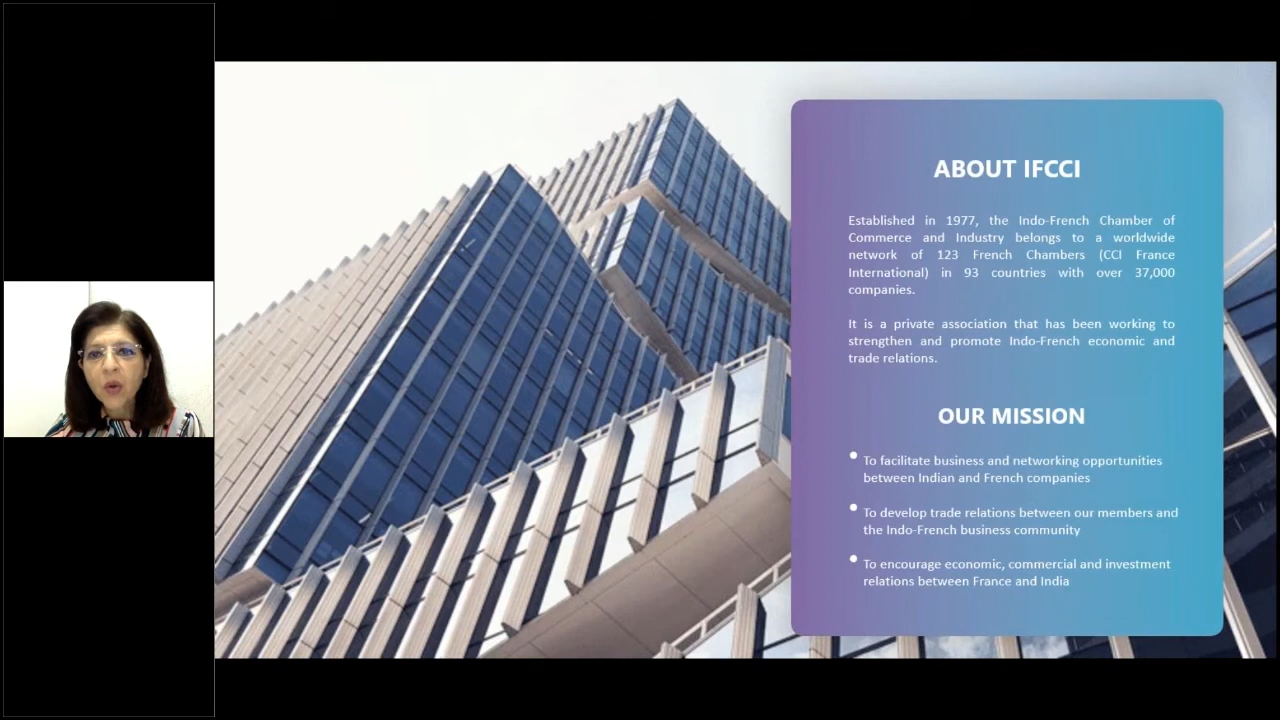 ABOUT IFCCI
Established in 1977, the Indo-French Chamber of
Commerce and Industry belongs to a worldwide
network of 123 French Chambers (CCI France
International) in 93 countries with over 37,000
companies.
It is a private association that has been working to
strengthen and promote Indo-French economic and
trade relations.
OUR MISSION
• To facilitate business and networking opportunities
between Indian and French companies
• To develop trade relations between our members and
the Indo-French business community
• To encourage economic, commercial and investment
relations between France and India